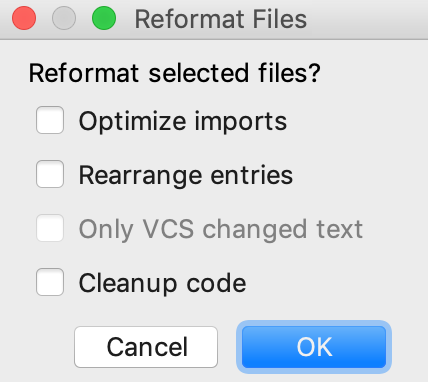 Reformat Files
Reformat selected files?
Optimize imports
Rearrange entries
Only VCS changed text
Cleanup code
Cancel OK